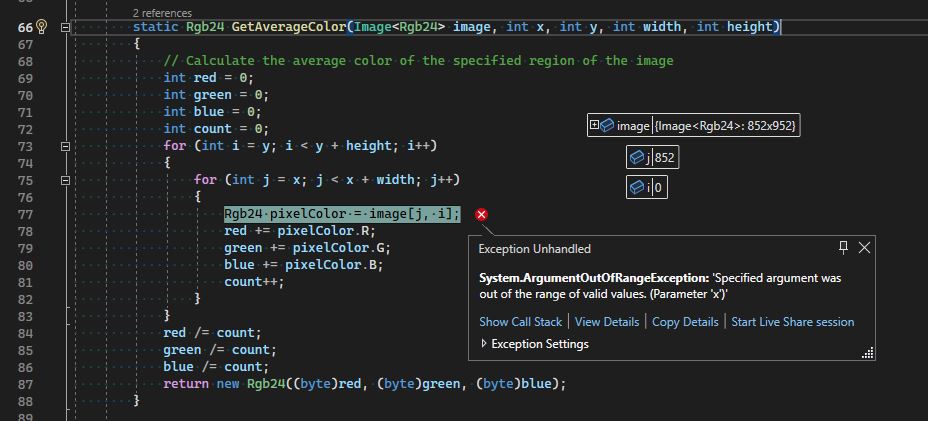 2 references
66 static Rgb24 GetAverageColor(Image<Rgb24> image, int x, int y, int width, int height)
67 {
68 // Calculate the average color of the specified region of the image
69 int red = 0;
70 int green = 0;
71 int blue = 0;
72 int count = 0;
73 for (int i = y; i < y + height; i++)
74 {
75 for (int j = x; j < x + width; j++)
76 {
77 Rgb24 pixelColor = image[j, i];
78 red += pixelColor.R;
79 green += pixelColor.G;
80 blue += pixelColor.B;
81 count++;
82 }
83 }
84 red /= count;
85 green /= count;
86 blue /= count;
87 return new Rgb24((byte)red, (byte)green, (byte)blue);
88 }
89
image {Image<Rgb24>: 852x952}
j 852
i 0
Exception Unhandled
System.ArgumentOutOfRangeException: 'Specified argument was
out of the range of valid values. (Parameter 'x')'
Show Call Stack | View Details | Copy Details | Start Live Share session
Exception Settings